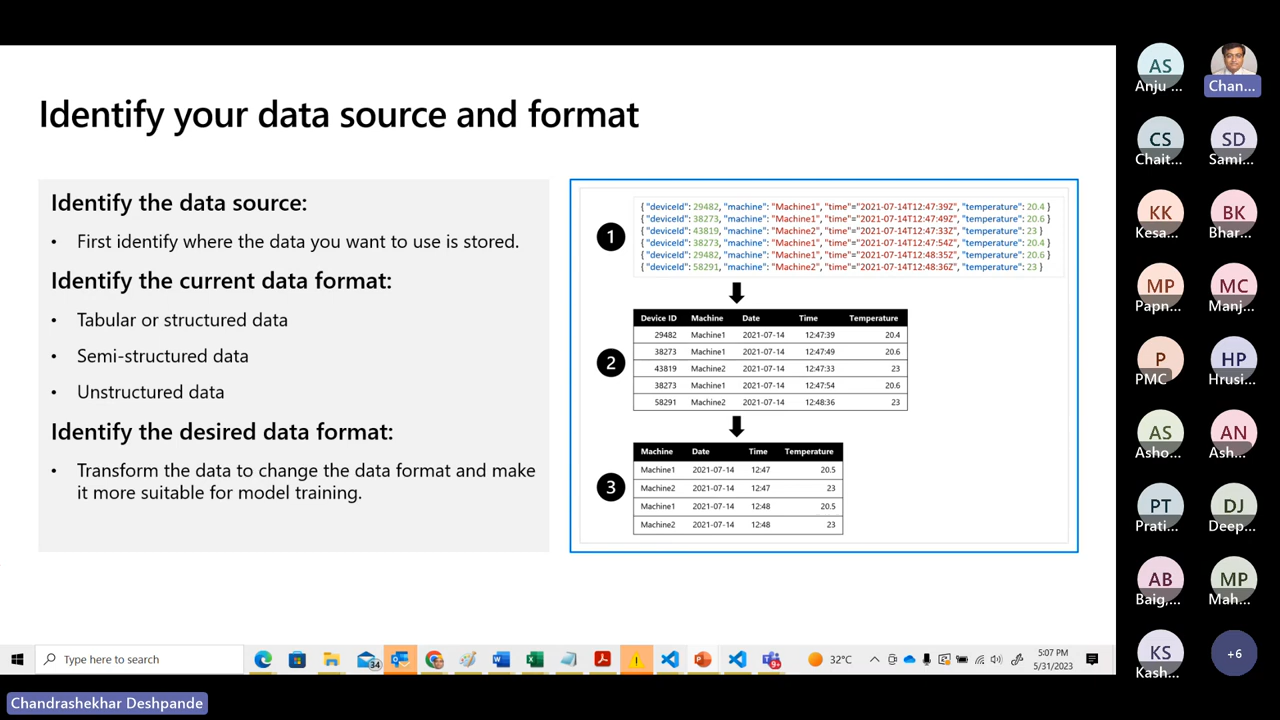 Identify your data source and format
Identify the data source:
• First identify where the data you want to use is stored.
Identify the current data format:
• Tabular or structured data
• Semi-structured data
• Unstructured data
Identify the desired data format:
• Transform the data to change the data format and make
it more suitable for model training.
1
{ "deviceId": 29482, "machine": "Machine1", "time"="2021-07-14T12:47:39Z", "temperature": 20.4 }
{ "deviceId": 38273, "machine": "Machine1", "time"="2021-07-14T12:47:49Z", "temperature": 20.6 }
{ "deviceId": 43819, "machine": "Machine2", "time"="2021-07-14T12:47:33Z", "temperature": 23 }
{ "deviceId": 38273, "machine": "Machine1", "time"="2021-07-14T12:47:54Z", "temperature": 20.4 }
{ "deviceId": 29482, "machine": "Machine1", "time"="2021-07-14T12:48:35Z", "temperature": 20.6 }
{ "deviceId": 58291, "machine": "Machine2", "time"="2021-07-14T12:48:36Z", "temperature": 23 }
2
Device ID Machine Date Time Temperature
29482 Machine1 2021-07-14 12:47:39 20.4
38273 Machine1 2021-07-14 12:47:49 20.6
43819 Machine2 2021-07-14 12:47:33 23
38273 Machine1 2021-07-14 12:47:54 20.6
58291 Machine2 2021-07-14 12:48:36 23
3
Machine Date Time Temperature
Machine1 2021-07-14 12:47 20.5
Machine2 2021-07-14 12:47 23
Machine1 2021-07-14 12:48 20.5
Machine2 2021-07-14 12:48 23
AS
Anju ...
Chan...
CS
Chait...
SD
Sami...
KK
Kesa...
BK
Bhar...
MP
Papn...
MC
Manj...
P
PMC
HP
Hrusi...
AS
Asho...
AN
Ash...
PT
Prati...
DJ
Deep...
AB
Baig,...
MP
Mah...
KS
Kash...
+6
Type here to search
34
9+
32°C
5:07 PM
5/31/2023
Chandrashekhar Deshpande